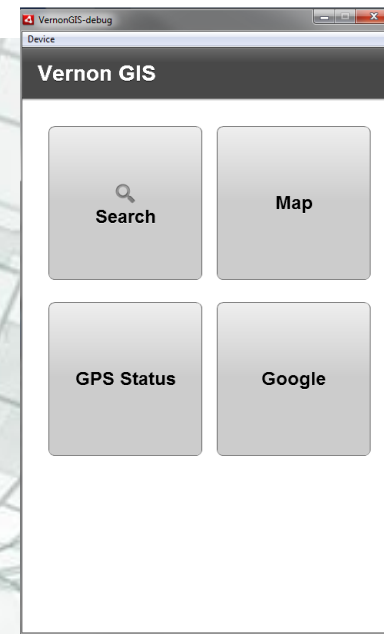 VernonGIS-debug
Device
Vernon GIS
Search
Map
GPS Status
Google